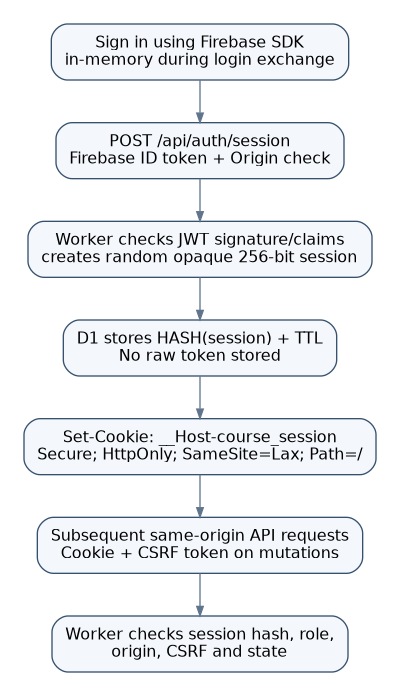 Sign in using Firebase SDK
in-memory during login exchange
POST /api/auth/session
Firebase ID token + Origin check
Worker checks JWT signature/claims
creates random opaque 256-bit session
D1 stores HASH(session) + TTL
No raw token stored
Set-Cookie: __Host-course_session
Secure; HttpOnly; SameSite=Lax; Path=/
Subsequent same-origin API requests
Cookie + CSRF token on mutations
Worker checks session hash, role,
origin, CSRF and state